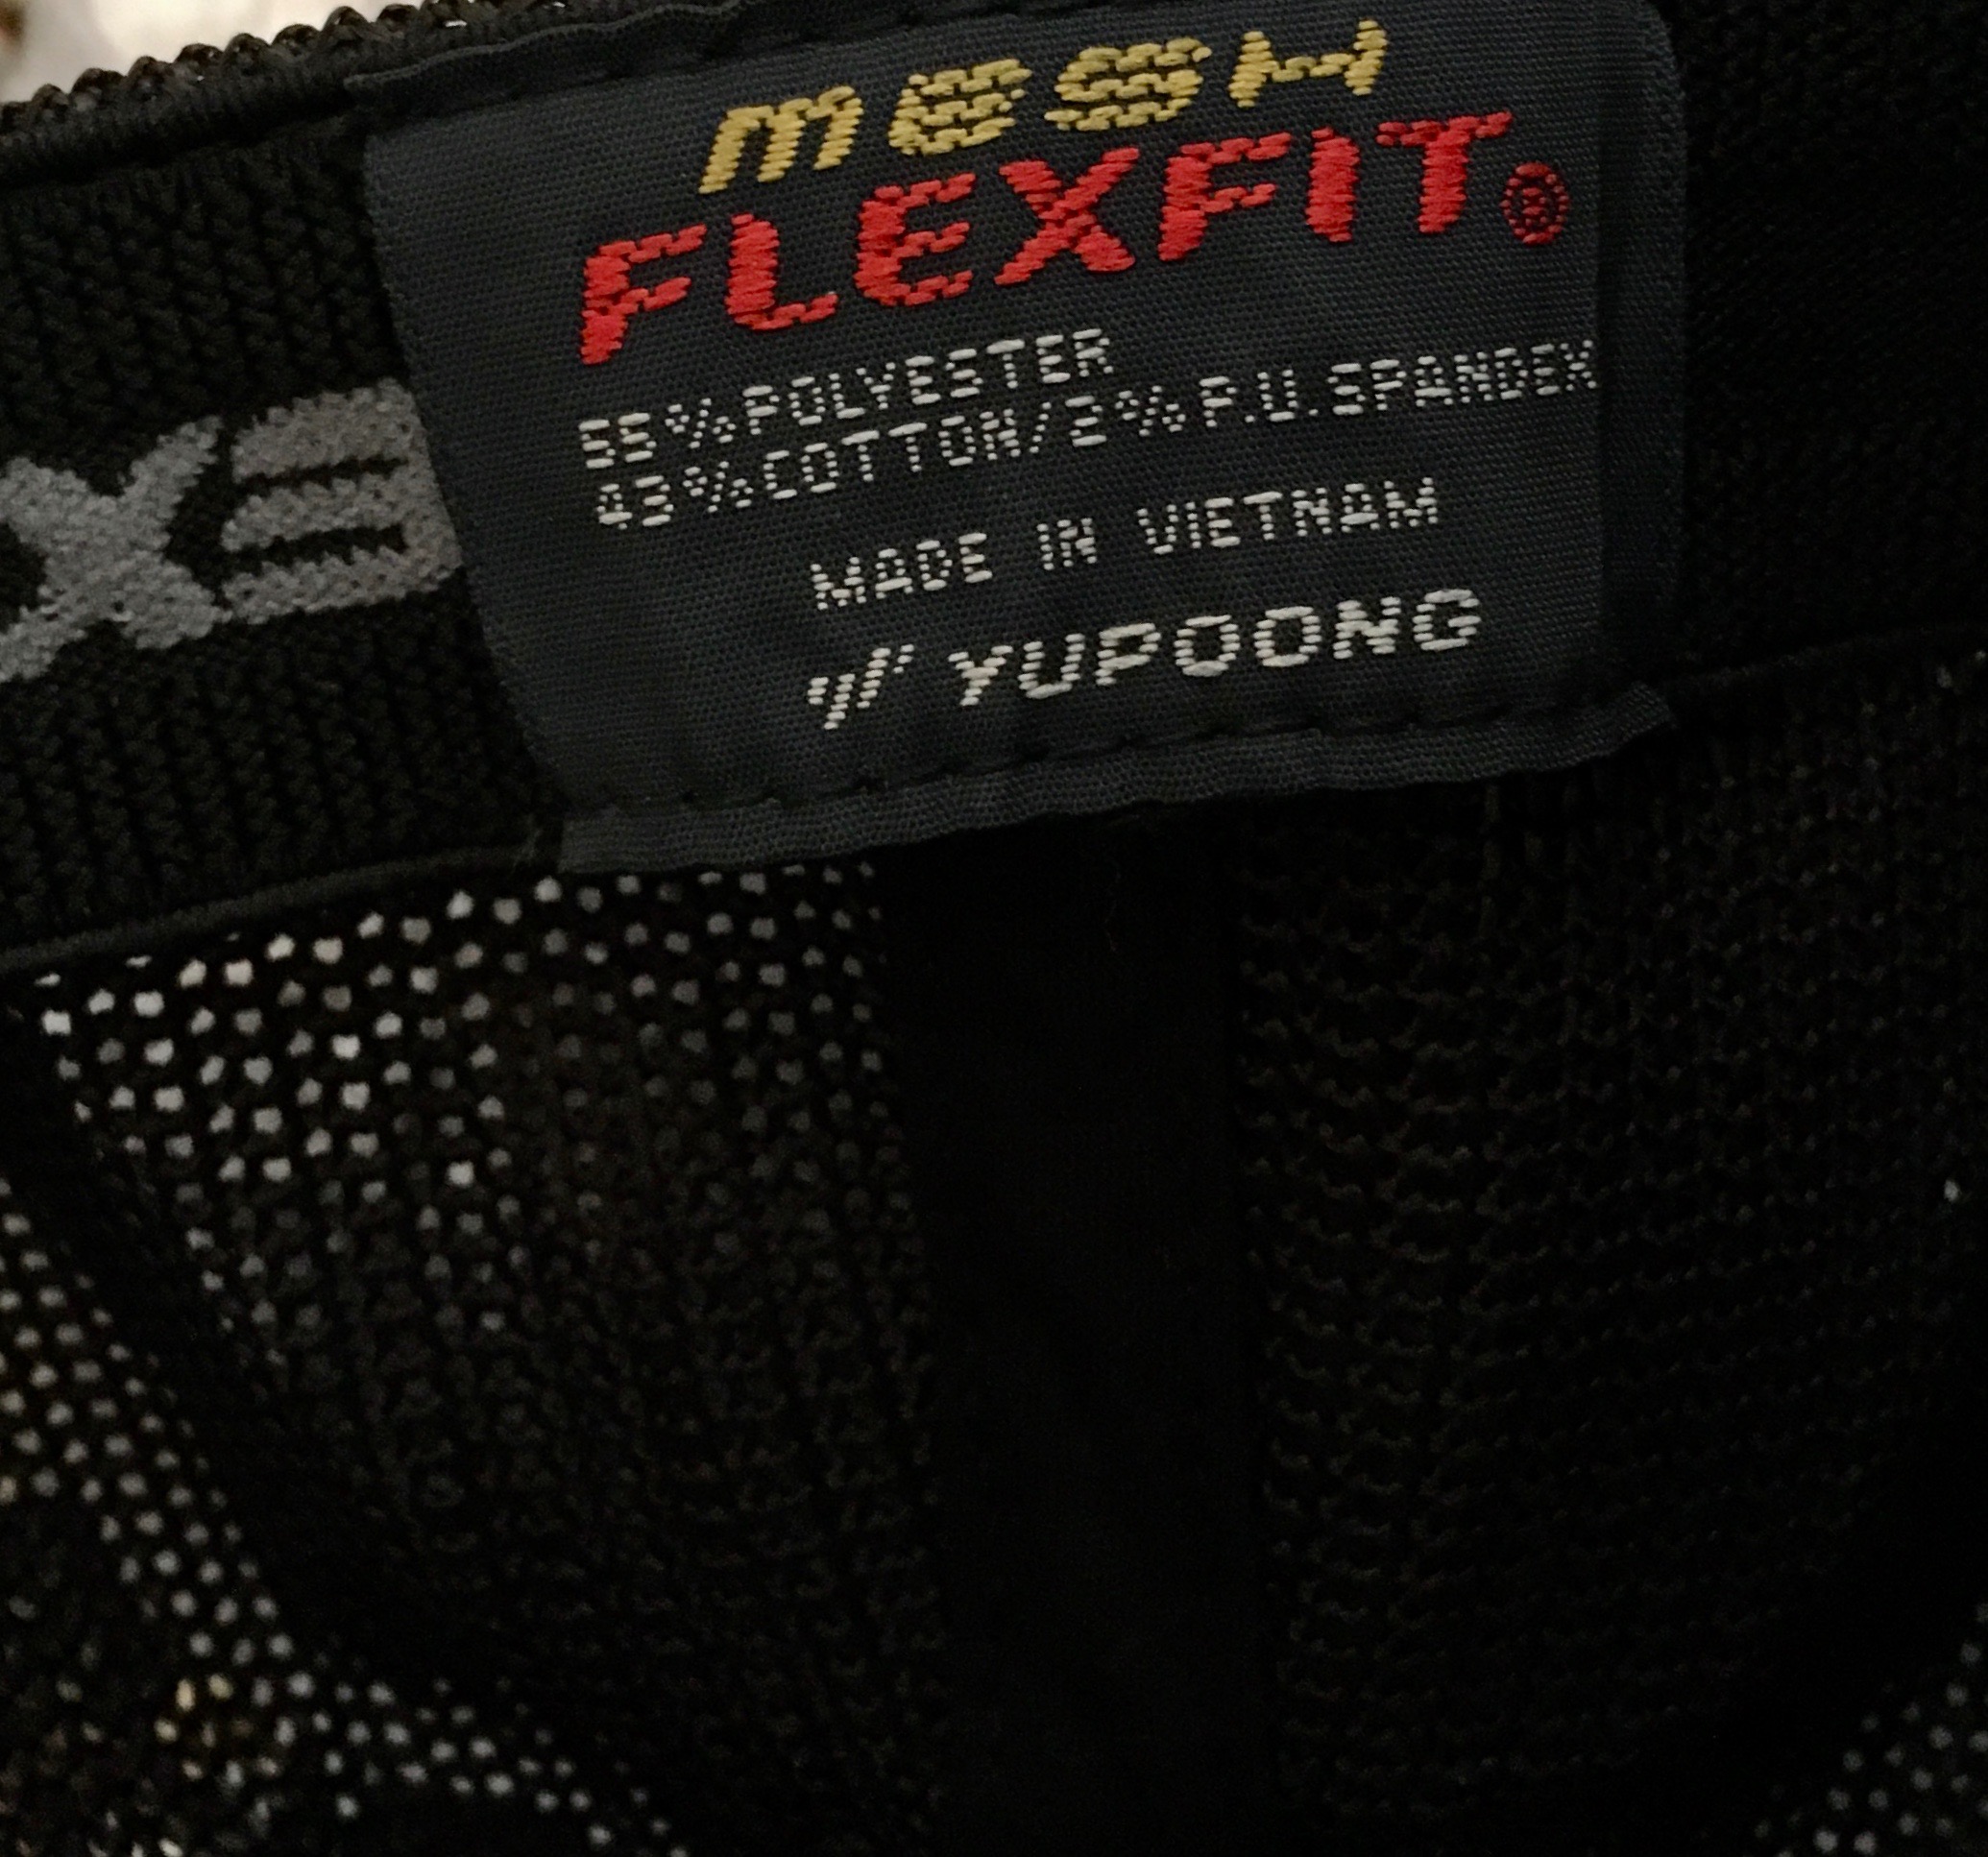 mesh
FLEXFIT®
55%POLYESTER
43%COTTON/2%P.U.SPANDEX
MADE IN VIETNAM
YUPOONG